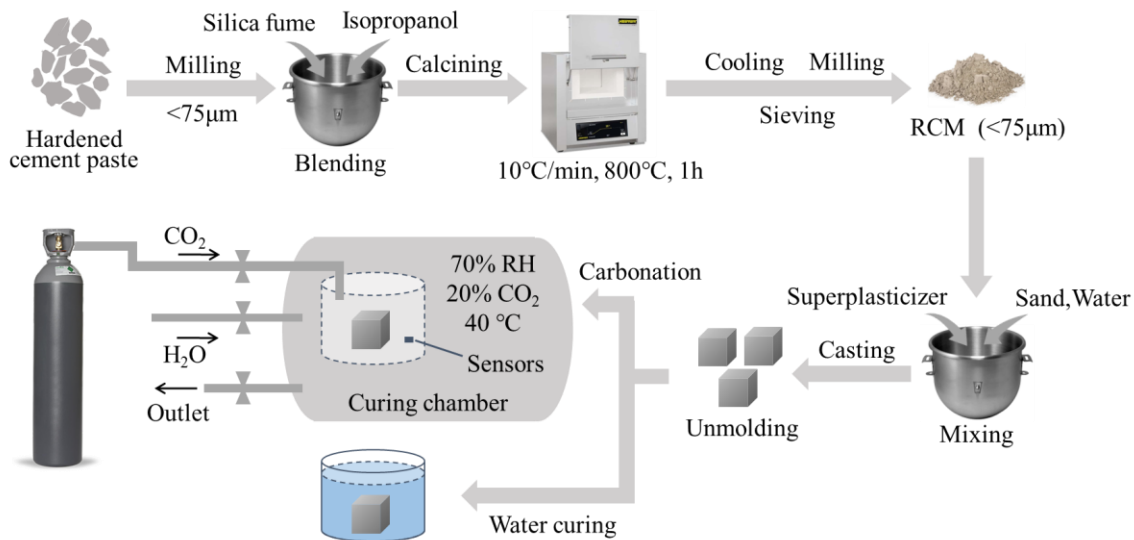 Silica fume
Isopropanol
Milling
<75μm
Hardened
cement paste
Blending
Calcining
10°C/min, 800℃, 1h
Cooling Milling
Sieving
RCM (<75μm)
CO₂
H₂O
Outlet
70% RH
20% CO₂
40 ℃
Sensors
Curing chamber
Carbonation
Water curing
Unmolding
Casting
Superplasticizer
Sand,Water
Mixing